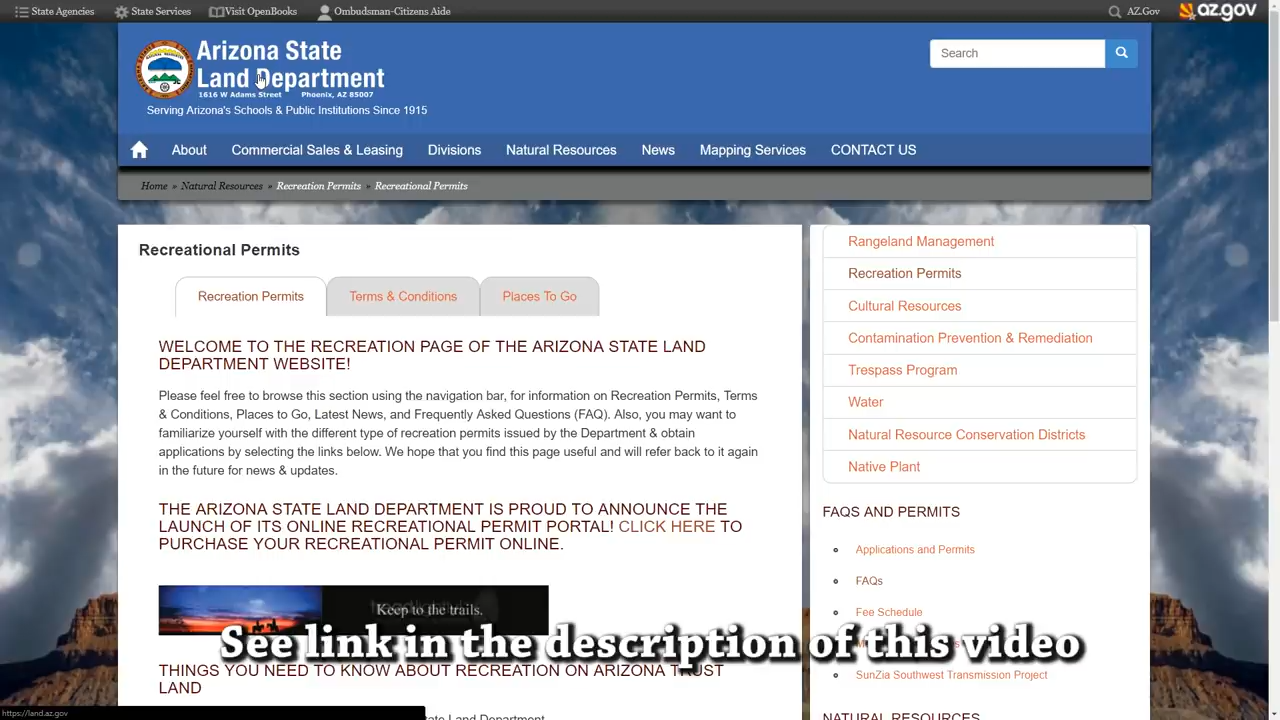 State Agencies
State Services
Visit OpenBooks
Ombudsman-Citizens Aide
AZ.Gov
az.gov
Arizona State
Land Department
1616 W Adams Street Phoenix, AZ 85007
Serving Arizona's Schools & Public Institutions Since 1915
Search
About
Commercial Sales & Leasing
Divisions
Natural Resources
News
Mapping Services
CONTACT US
Home » Natural Resources » Recreation Permits » Recreational Permits
Recreational Permits
Recreation Permits
Terms & Conditions
Places To Go
WELCOME TO THE RECREATION PAGE OF THE ARIZONA STATE LAND
DEPARTMENT WEBSITE!
Please feel free to browse this section using the navigation bar, for information on Recreation Permits, Terms
& Conditions, Places to Go, Latest News, and Frequently Asked Questions (FAQ). Also, you may want to
familiarize yourself with the different type of recreation permits issued by the Department & obtain
applications by selecting the links below. We hope that you find this page useful and will refer back to it again
in the future for news & updates.
THE ARIZONA STATE LAND DEPARTMENT IS PROUD TO ANNOUNCE THE
LAUNCH OF ITS ONLINE RECREATIONAL PERMIT PORTAL! CLICK HERE TO
PURCHASE YOUR RECREATIONAL PERMIT ONLINE.
Keep to the trails.
THINGS YOU NEED TO KNOW ABOUT RECREATION ON ARIZONA TRUST
LAND
State Land Department
Rangeland Management
Recreation Permits
Cultural Resources
Contamination Prevention & Remediation
Trespass Program
Water
Natural Resource Conservation Districts
Native Plant
FAQS AND PERMITS
Applications and Permits
FAQs
Fee Schedule
SunZia Southwest Transmission Project
NATURAL RESOURCES
See link in the description of this video
https://land.az.gov